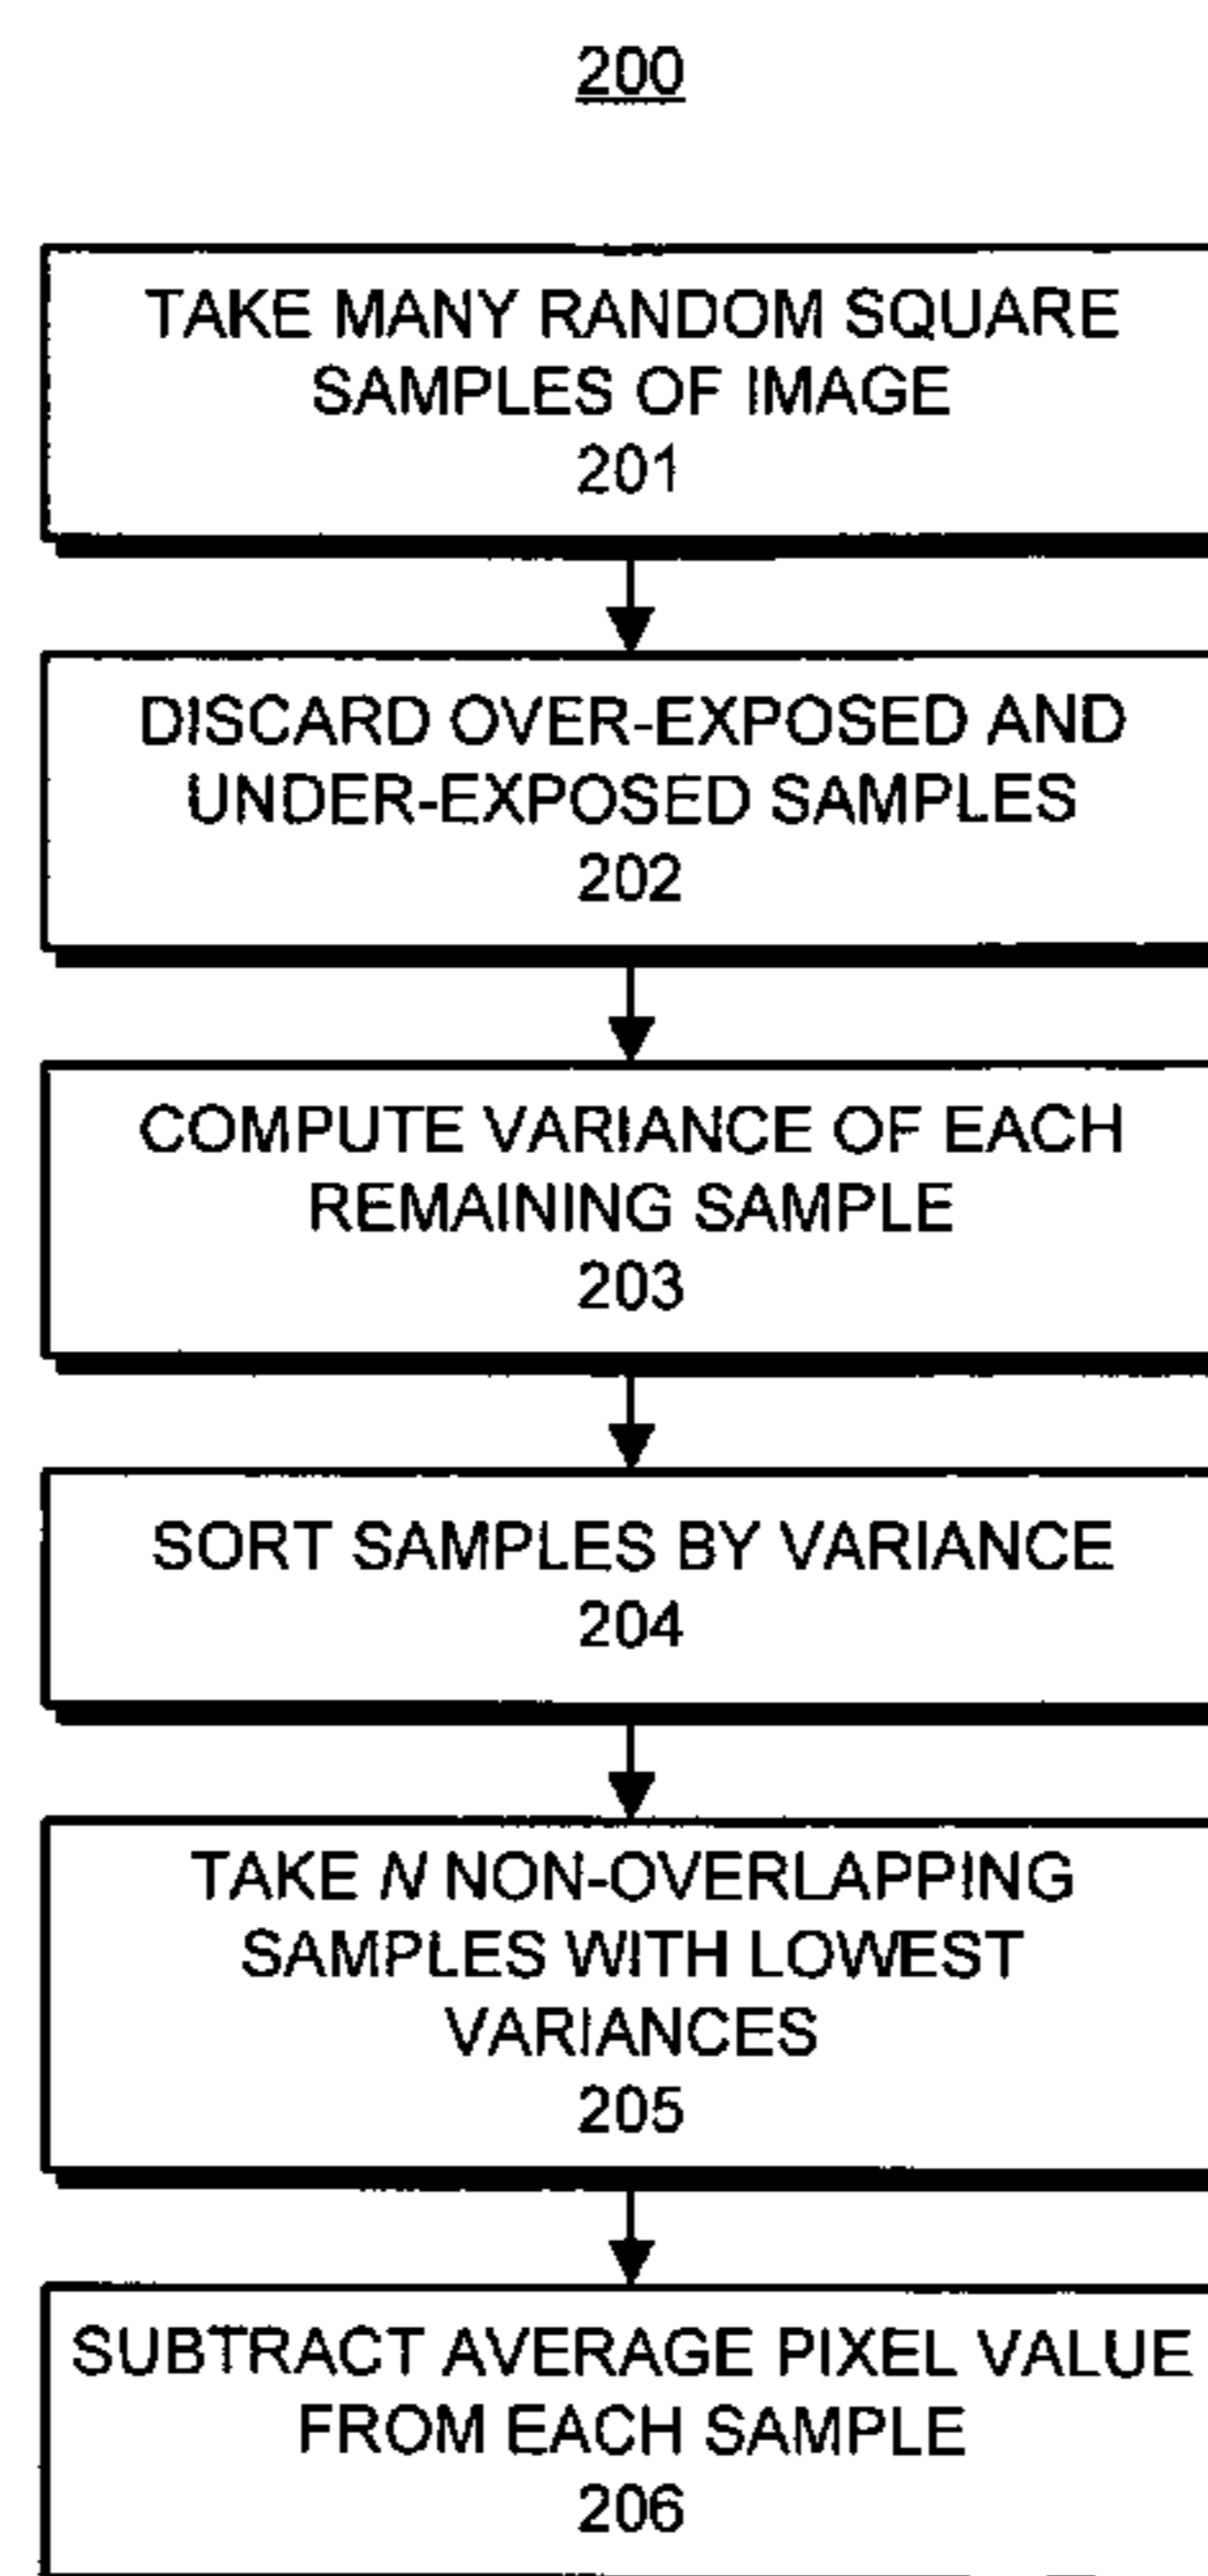 200
TAKE MANY RANDOM SQUARE
SAMPLES OF IMAGE
201
DISCARD OVER-EXPOSED AND
UNDER-EXPOSED SAMPLES
202
COMPUTE VARIANCE OF EACH
REMAINING SAMPLE
203
SORT SAMPLES BY VARIANCE
204
TAKE N NON-OVERLAPPING
SAMPLES WITH LOWEST
VARIANCES
205
SUBTRACT AVERAGE PIXEL VALUE
FROM EACH SAMPLE
206